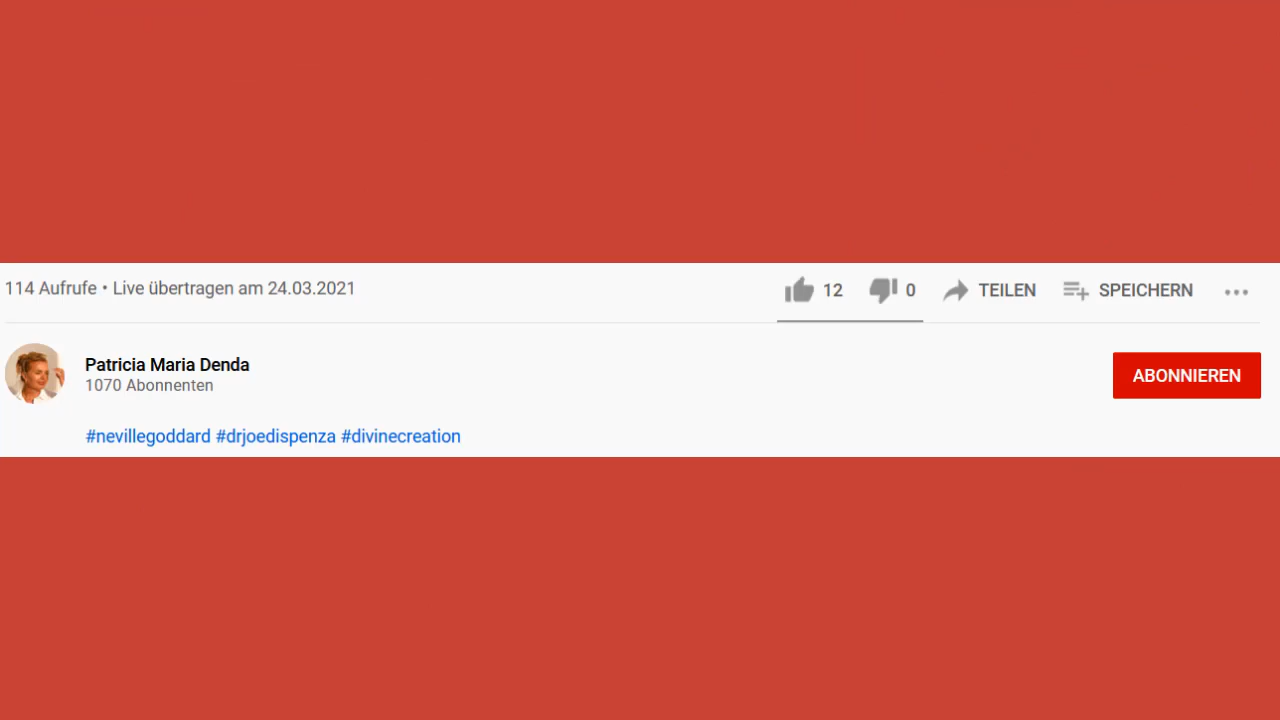 114 Aufrufe • Live übertragen am 24.03.2021
12 0 TEILEN SPEICHERN
Patricia Maria Denda
1070 Abonnenten
ABONNIEREN
#nevillegoddard #drjoedispenza #divinecreation